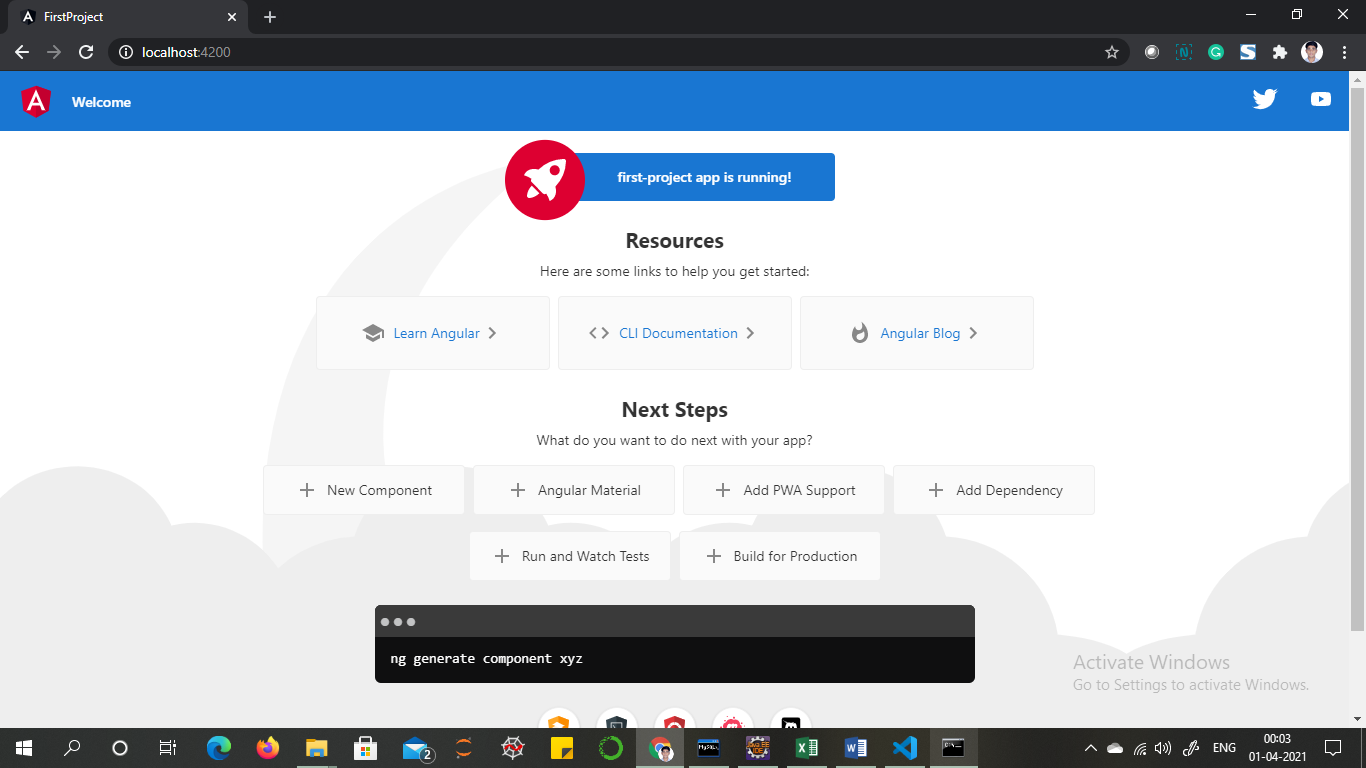 FirstProject
localhost:4200
Welcome
first-project app is running!
Resources
Here are some links to help you get started:
Learn Angular
CLI Documentation
Angular Blog
Next Steps
What do you want to do next with your app?
New Component
Angular Material
Add PWA Support
Add Dependency
Run and Watch Tests
Build for Production
ng generate component xyz
Activate Windows
Go to Settings to activate Windows.
2
MySQL
ENG
00:03
01-04-2021